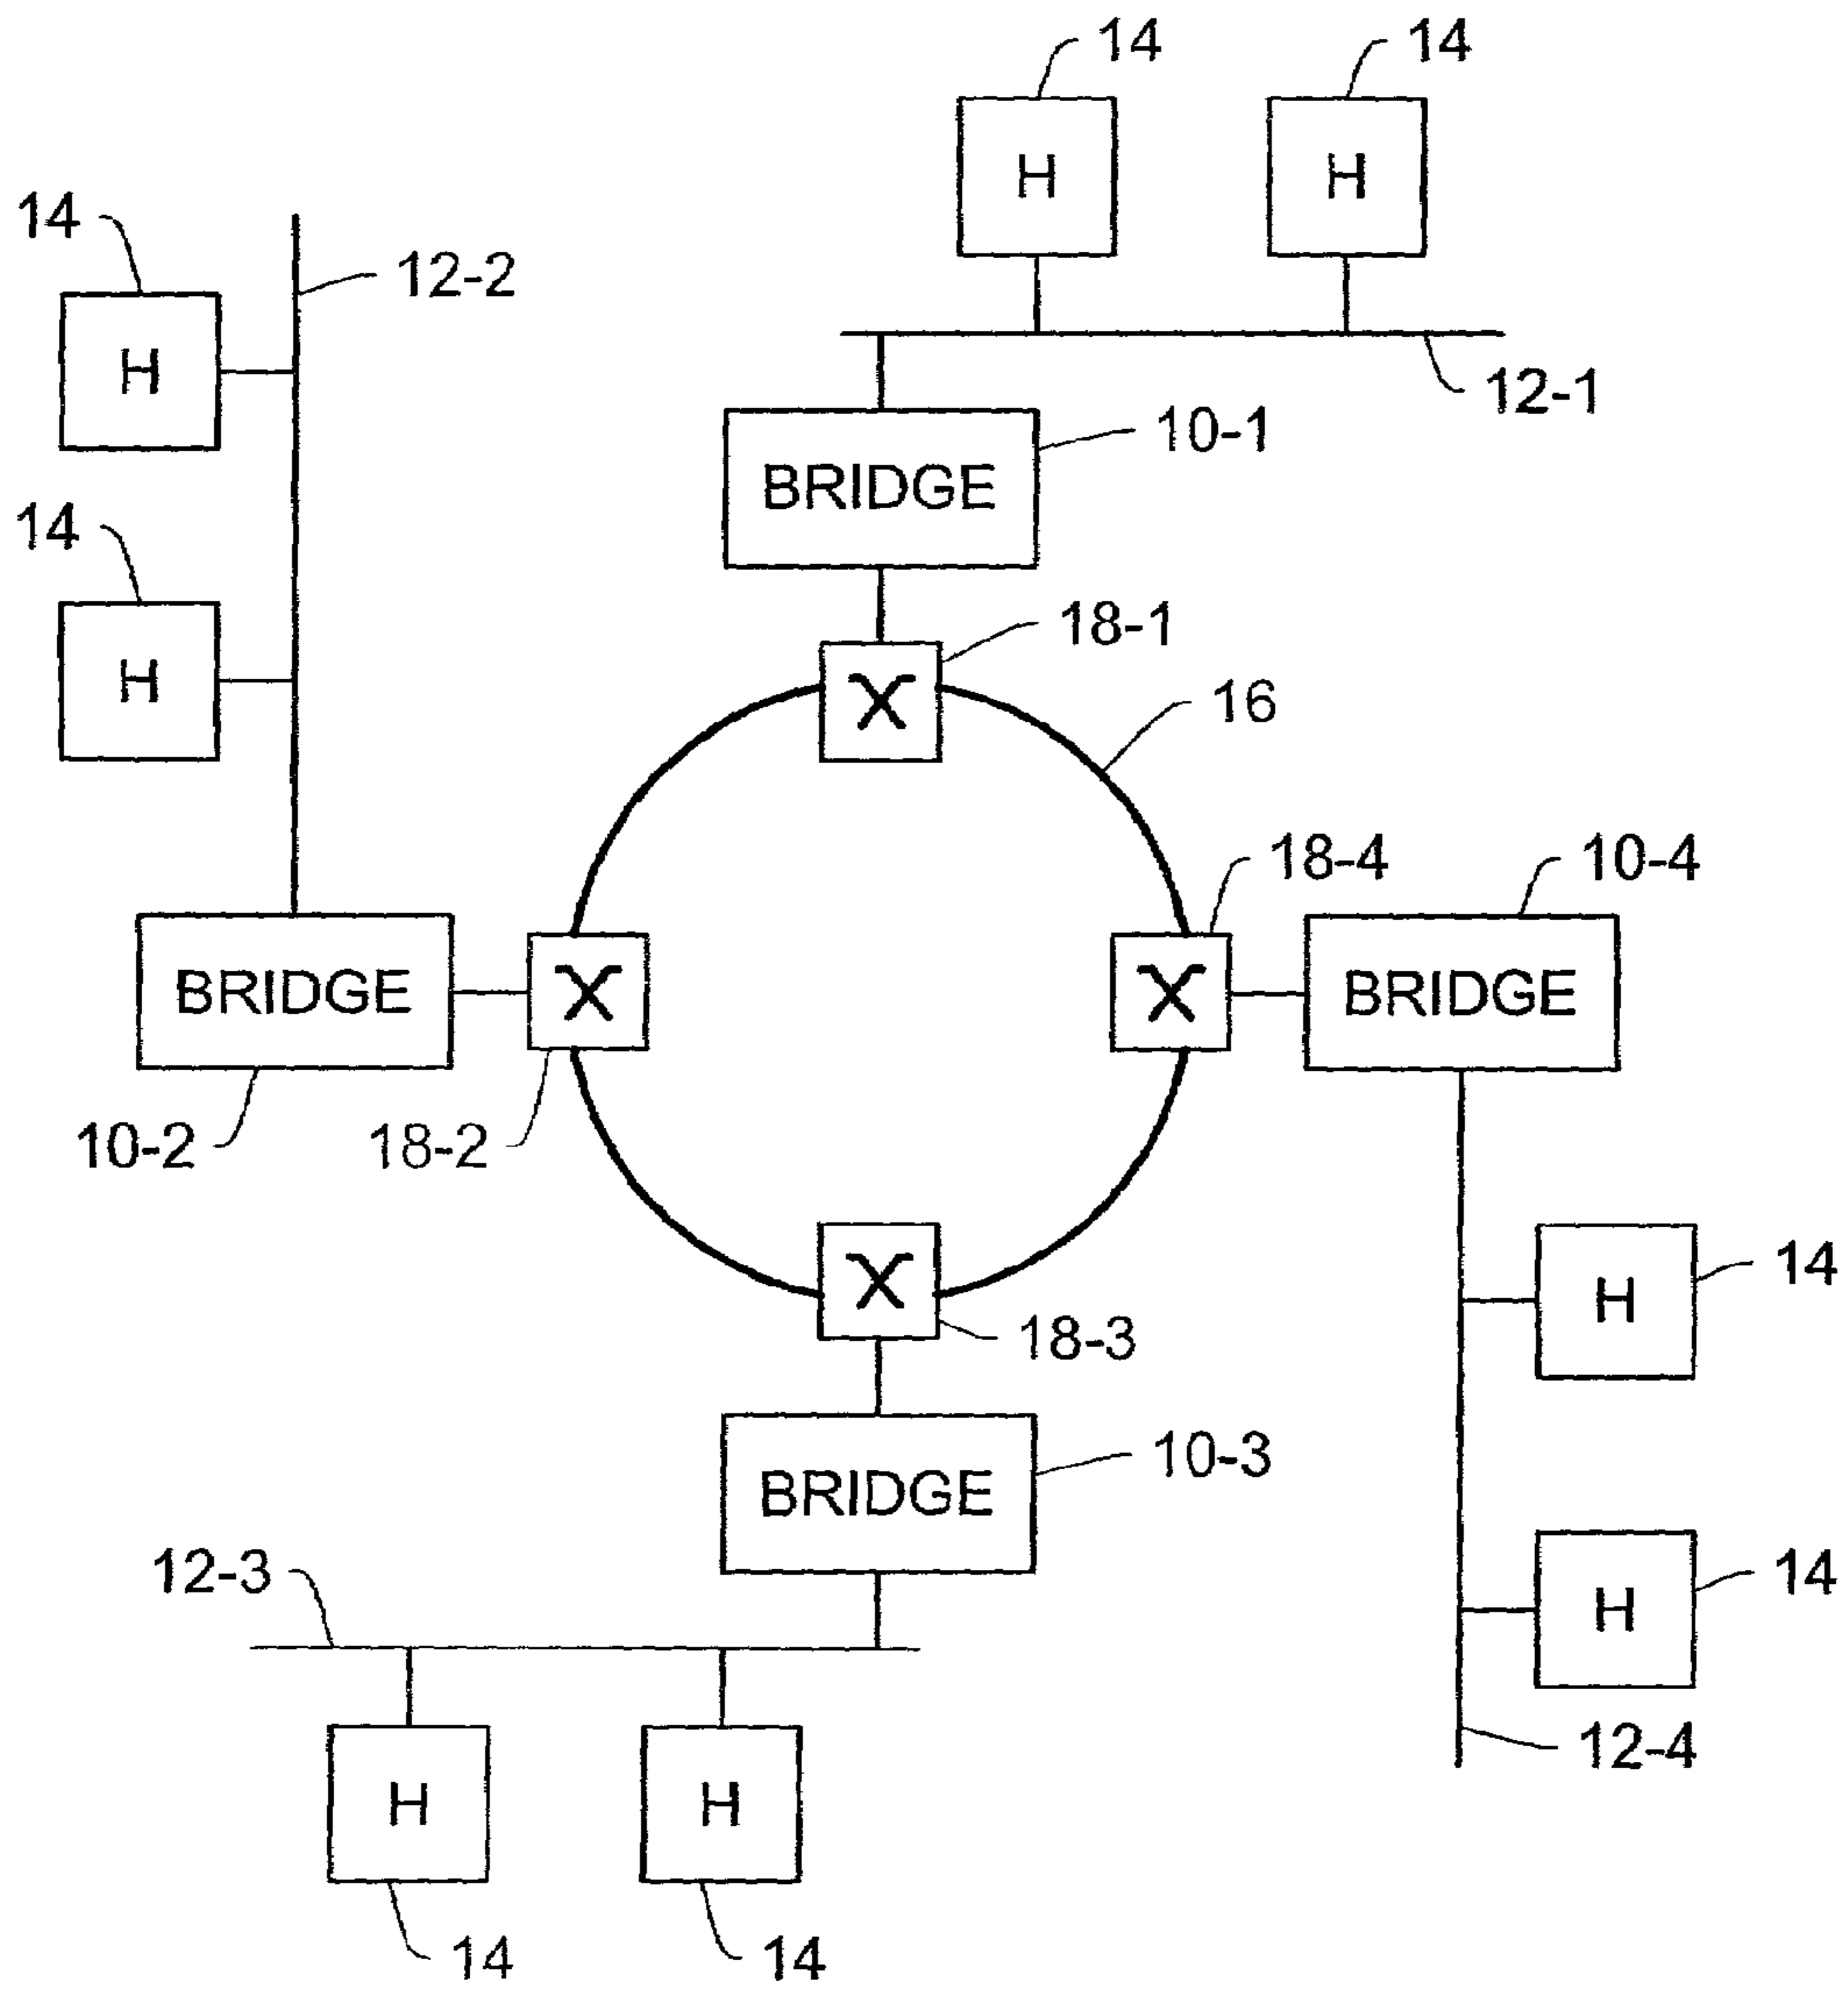 14 14
H H
14
12-2
H
12-1
10-1
BRIDGE
14
H
18-1
X
16
18-4 10-4
BRIDGE X X BRIDGE
10-2 18-2
14
X H
18-3
10-3
BRIDGE
12-3 14
H
12-4
H H
14 14